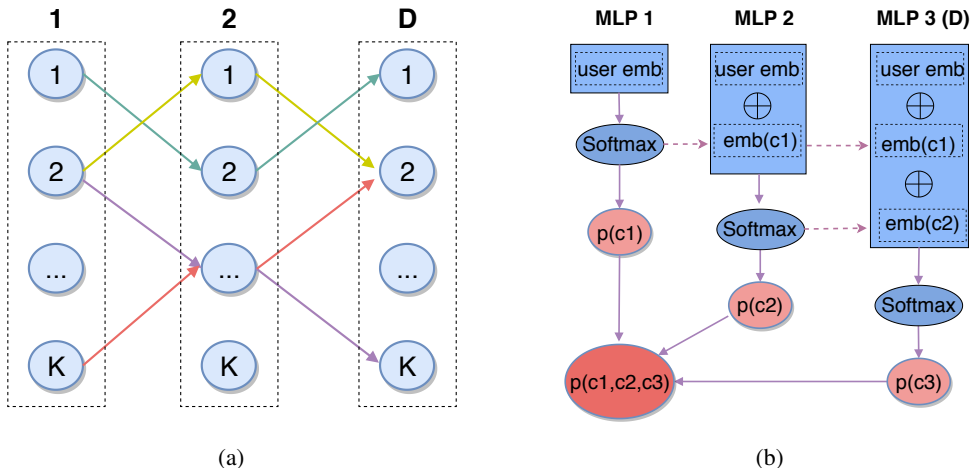 1 2 D
1 1 1
2 2 2
... ... ...
K K K
(a)
MLP 1 MLP 2 MLP 3 (D)
user emb user emb user emb
Softmax emb(c1) emb(c1)
p(c1) Softmax emb(c2)
p(c2) Softmax
p(c1,c2,c3) p(c3)
(b)